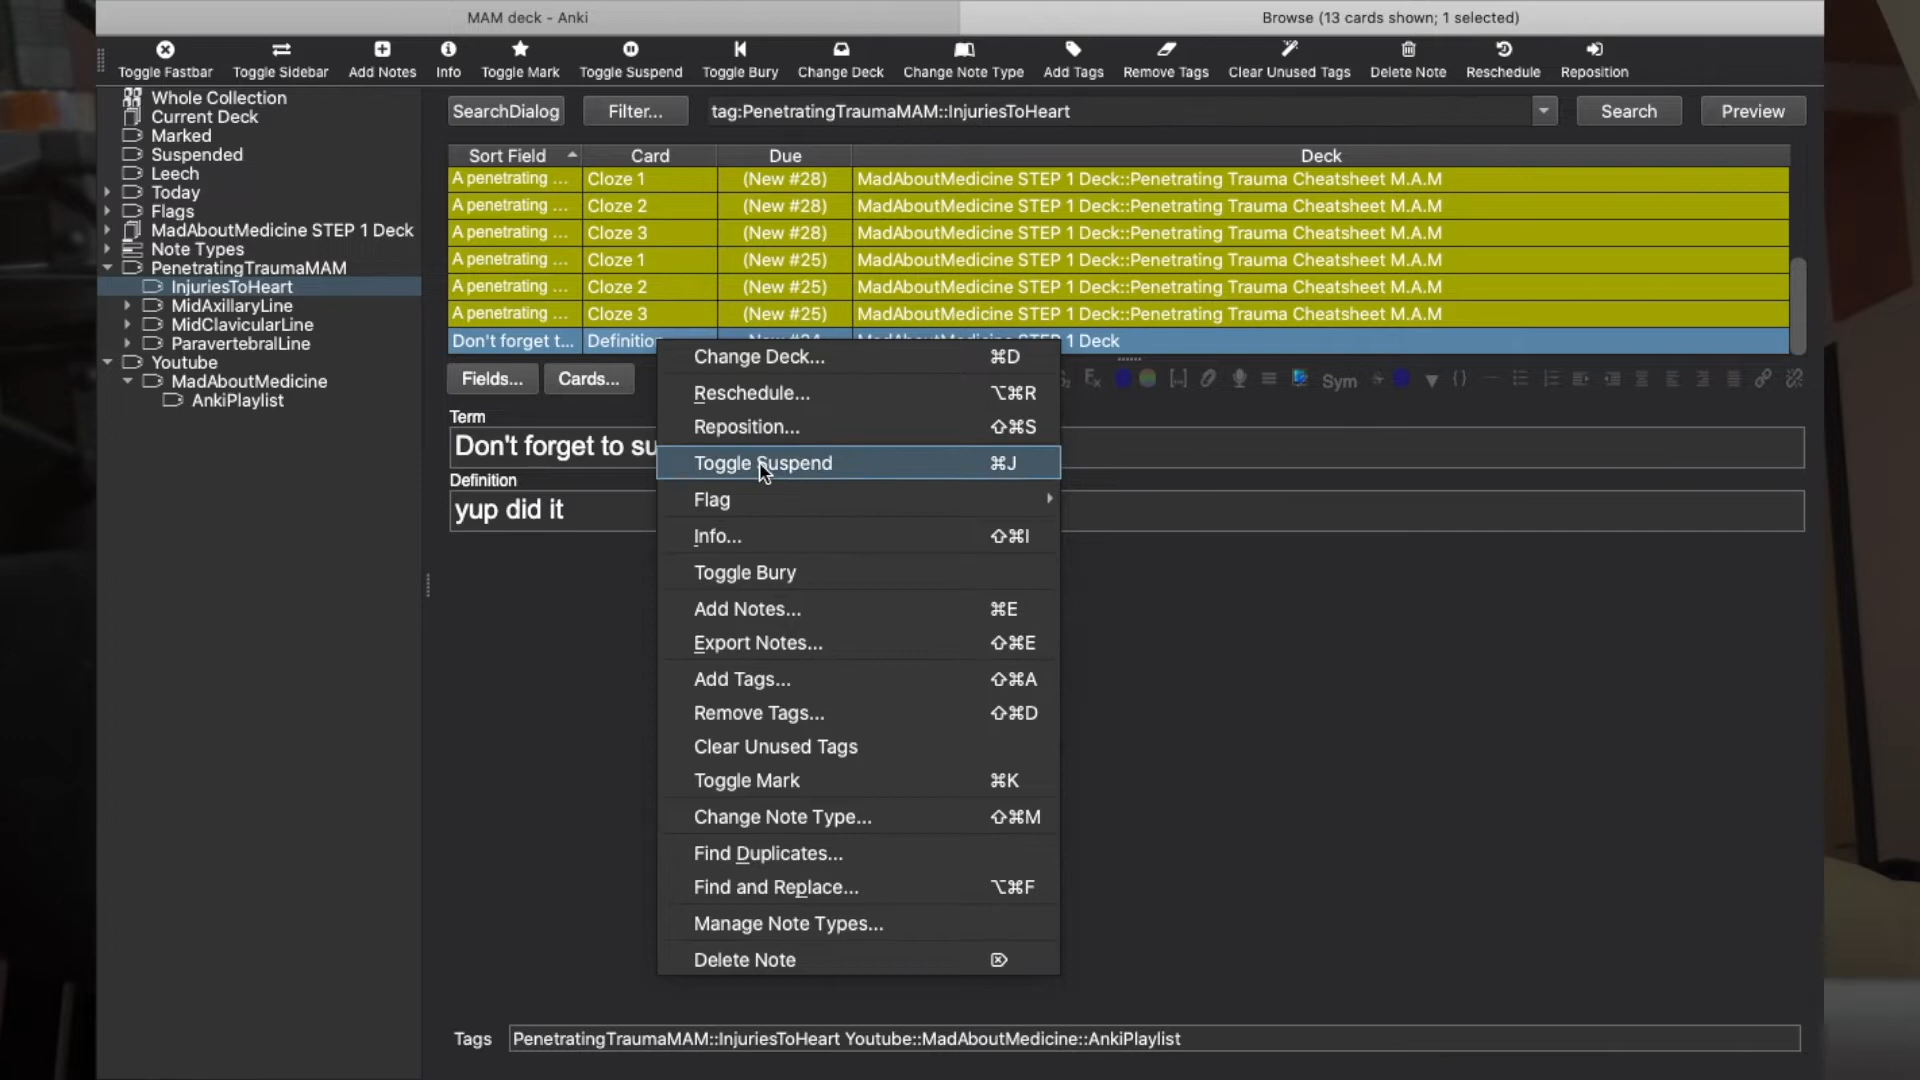 MAM deck - Anki
Browse (13 cards shown; 1 selected)
Toggle Fastbar Toggle Sidebar Add Notes Info Toggle Mark Toggle Suspend Toggle Bury Change Deck Change Note Type Add Tags Remove Tags Clear Unused Tags Delete Note Reschedule Reposition
Whole Collection
Current Deck
Marked
Suspended
Leech
Today
Flags
MadAboutMedicine STEP 1 Deck
Note Types
PenetratingTraumaMAM
InjuriesToHeart
MidAxillaryLine
MidClavicularLine
ParavertebralLine
Youtube
MadAboutMedicine
AnkiPlaylist
SearchDialog Filter... tag:PenetratingTraumaMAM::InjuriesToHeart Search Preview
Sort Field Card Due Deck
A penetrating ... Cloze 1 (New #28) MadAboutMedicine STEP 1 Deck::Penetrating Trauma Cheatsheet M.A.M
A penetrating ... Cloze 2 (New #28) MadAboutMedicine STEP 1 Deck::Penetrating Trauma Cheatsheet M.A.M
A penetrating ... Cloze 3 (New #28) MadAboutMedicine STEP 1 Deck::Penetrating Trauma Cheatsheet M.A.M
A penetrating ... Cloze 1 (New #25) MadAboutMedicine STEP 1 Deck::Penetrating Trauma Cheatsheet M.A.M
A penetrating ... Cloze 2 (New #25) MadAboutMedicine STEP 1 Deck::Penetrating Trauma Cheatsheet M.A.M
A penetrating ... Cloze 3 (New #25) MadAboutMedicine STEP 1 Deck::Penetrating Trauma Cheatsheet M.A.M
Don't forget t... Definition 1 Deck
Fields... Cards... Sym
Term
Don't forget to su
Definition
yup did it
Change Deck... ⌘D
Reschedule... ⌥⌘R
Reposition... ⇧⌘S
Toggle Suspend ⌘J
Flag
Info... ⇧⌘I
Toggle Bury
Add Notes... ⌘E
Export Notes... ⇧⌘E
Add Tags... ⇧⌘A
Remove Tags... ⇧⌘D
Clear Unused Tags
Toggle Mark ⌘K
Change Note Type... ⇧⌘M
Find Duplicates...
Find and Replace... ⌥⌘F
Manage Note Types...
Delete Note ⌦
Tags PenetratingTraumaMAM::InjuriesToHeart Youtube::MadAboutMedicine::AnkiPlaylist